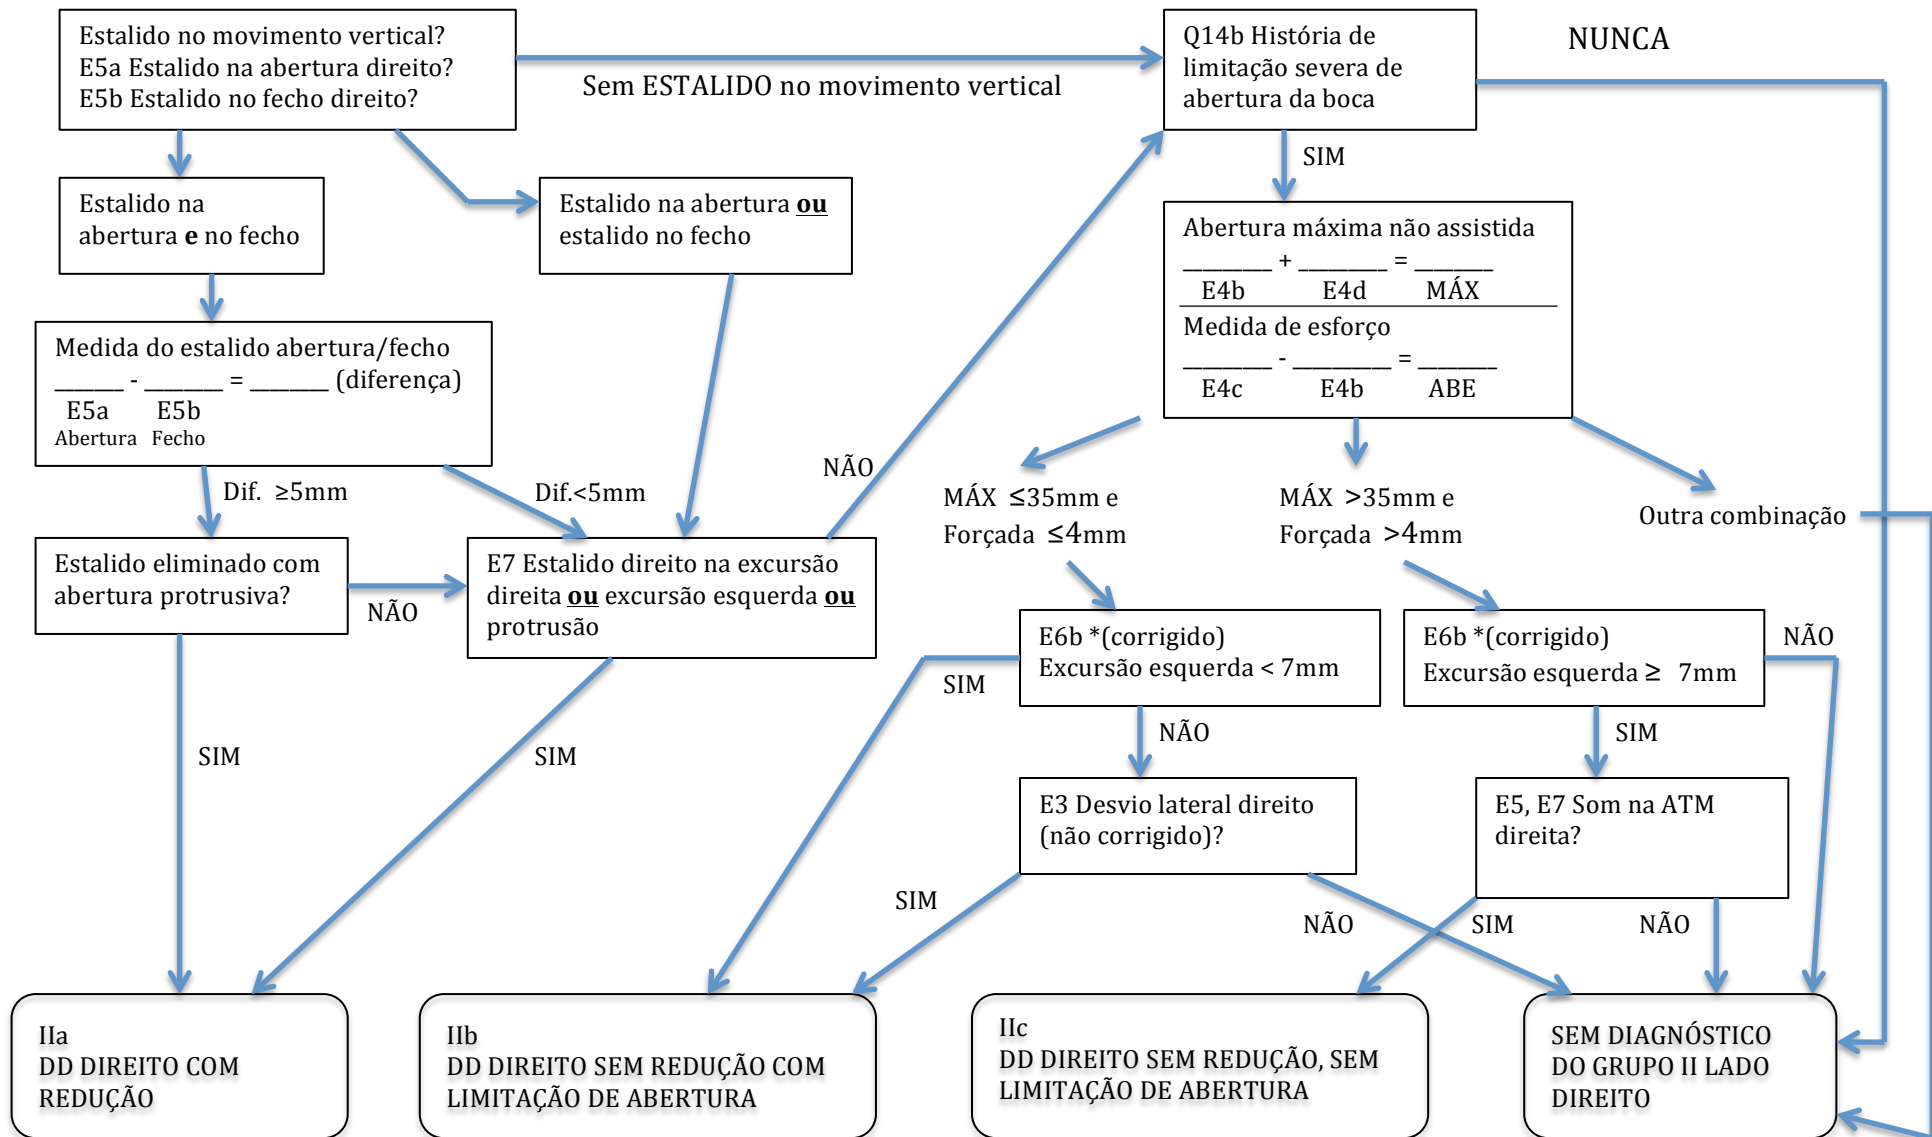 Estalido no movimento vertical?
E5a Estalido na abertura direito?
E5b Estalido no fecho direito?
Sem ESTALIDO no movimento vertical
Q14b História de
limitação severa de
abertura da boca
NUNCA
SIM
Estalido na
abertura e no fecho
Estalido na abertura ou
estalido no fecho
Abertura máxima não assistida
_________ + _________ = ________
E4b E4d MÁX
Medida de esforço
_________ - __________ = ________
E4c E4b ABE
Medida do estalido abertura/fecho
_______ - ________ = ________ (diferença)
E5a E5b
Abertura Fecho
NÃO
Dif. ≥5mm
Dif.<5mm
MÁX ≤35mm e
Forçada ≤4mm
MÁX >35mm e
Forçada >4mm
Outra combinação
Estalido eliminado com
abertura protrusiva?
NÃO
E7 Estalido direito na excursão
direita ou excursão esquerda ou
protrusão
E6b *(corrigido)
Excursão esquerda < 7mm
E6b *(corrigido)
Excursão esquerda ≥ 7mm
NÃO
SIM
NÃO
SIM
SIM
SIM
E3 Desvio lateral direito
(não corrigido)?
E5, E7 Som na ATM
direita?
SIM
NÃO
SIM
NÃO
IIa
DD DIREITO COM
REDUÇÃO
IIb
DD DIREITO SEM REDUÇÃO COM
LIMITAÇÃO DE ABERTURA
IIc
DD DIREITO SEM REDUÇÃO, SEM
LIMITAÇÃO DE ABERTURA
SEM DIAGNÓSTICO
DO GRUPO II LADO
DIREITO